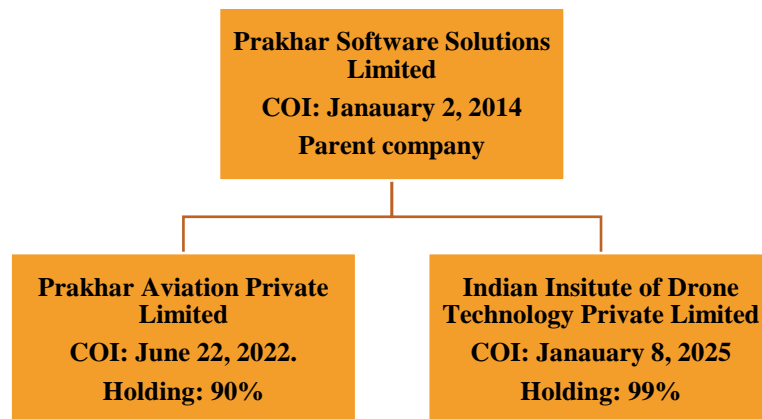 Prakhar Software Solutions
Limited
COI: Janauary 2, 2014
Parent company
Prakhar Aviation Private
Limited
COI: June 22, 2022.
Holding: 90%
Indian Insitute of Drone
Technology Private Limited
COI: Janauary 8, 2025
Holding: 99%